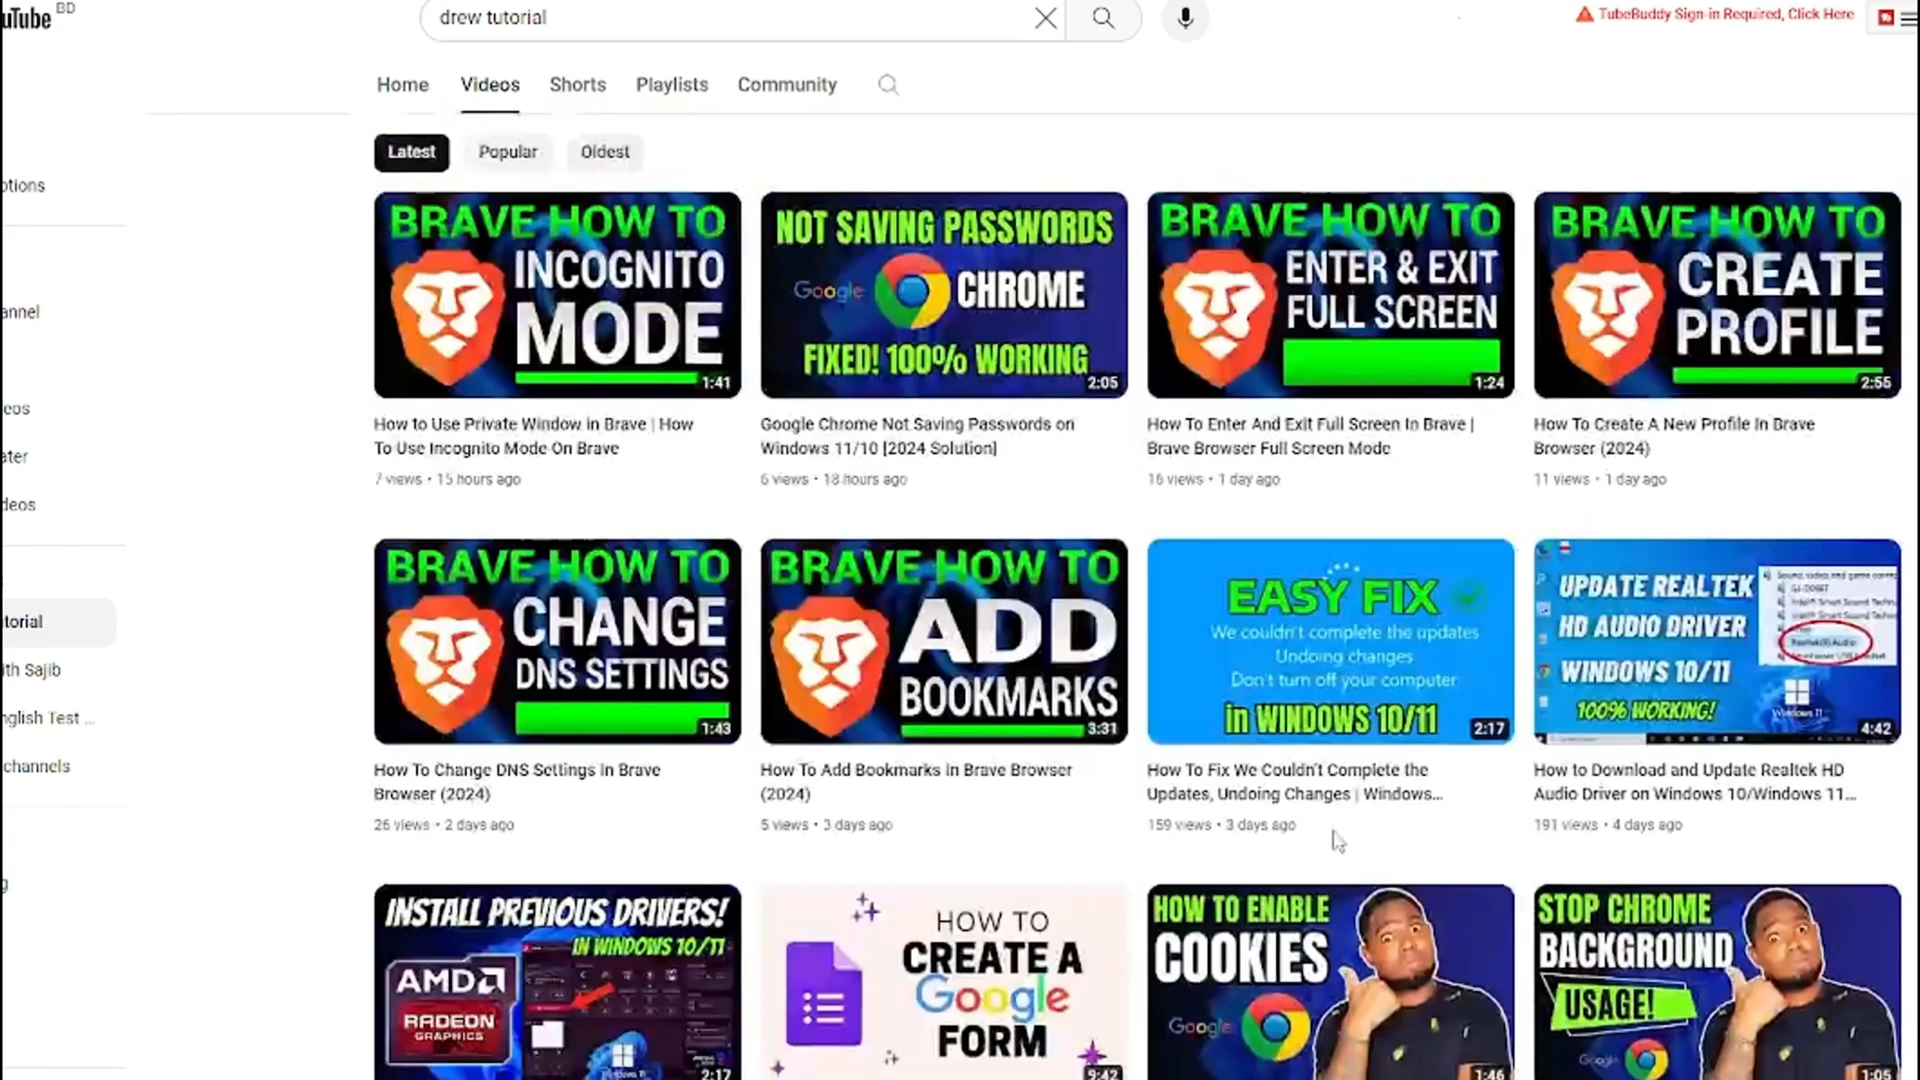 uTube BD
drew tutorial
TubeBuddy Sign-in Required, Click Here
Home Videos Shorts Playlists Community
Latest Popular Oldest
otions
annel
eos
ater
deos
torial
ith Sajib
nglish Test ...
channels
g
BRAVE HOW TO
INCOGNITO
MODE
1:41
How to Use Private Window in Brave | How
To Use Incognito Mode On Brave
7 views • 15 hours ago
NOT SAVING PASSWORDS
Google CHROME
FIXED! 100% WORKING
2:05
Google Chrome Not Saving Passwords on
Windows 11/10 [2024 Solution]
6 views • 18 hours ago
BRAVE HOW TO
ENTER & EXIT
FULL SCREEN
1:24
How To Enter And Exit Full Screen In Brave |
Brave Browser Full Screen Mode
16 views • 1 day ago
BRAVE HOW TO
CREATE
PROFILE
2:55
How To Create A New Profile In Brave
Browser (2024)
11 views • 1 day ago
BRAVE HOW TO
CHANGE
DNS SETTINGS
1:43
How To Change DNS Settings In Brave
Browser (2024)
26 views • 2 days ago
BRAVE HOW TO
ADD
BOOKMARKS
3:31
How To Add Bookmarks In Brave Browser
(2024)
5 views • 3 days ago
EASY FIX
We couldn't complete the updates
Undoing changes
Don't turn off your computer
in WINDOWS 10/11
2:17
How To Fix We Couldn't Complete the
Updates, Undoing Changes | Windows...
159 views • 3 days ago
UPDATE REALTEK
HD AUDIO DRIVER
WINDOWS 10/11
100% WORKING!
Windows 11
4:42
How to Download and Update Realtek HD
Audio Driver on Windows 10/Windows 11...
191 views • 4 days ago
INSTALL PREVIOUS DRIVERS!
IN WINDOWS 10/11
AMD
RADEON
GRAPHICS
2:17
HOW TO
CREATE A
Google
FORM
9:42
HOW TO ENABLE
COOKIES
Google
1:46
STOP CHROME
BACKGROUND
USAGE!
Google
1:05